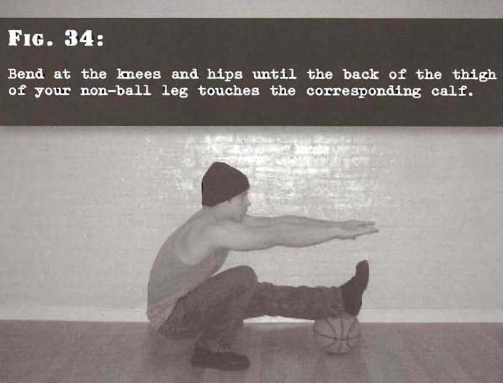 FIG. 34:
Bend at the knees and hips until the back of the thigh
of your non-ball leg touches the corresponding calf.